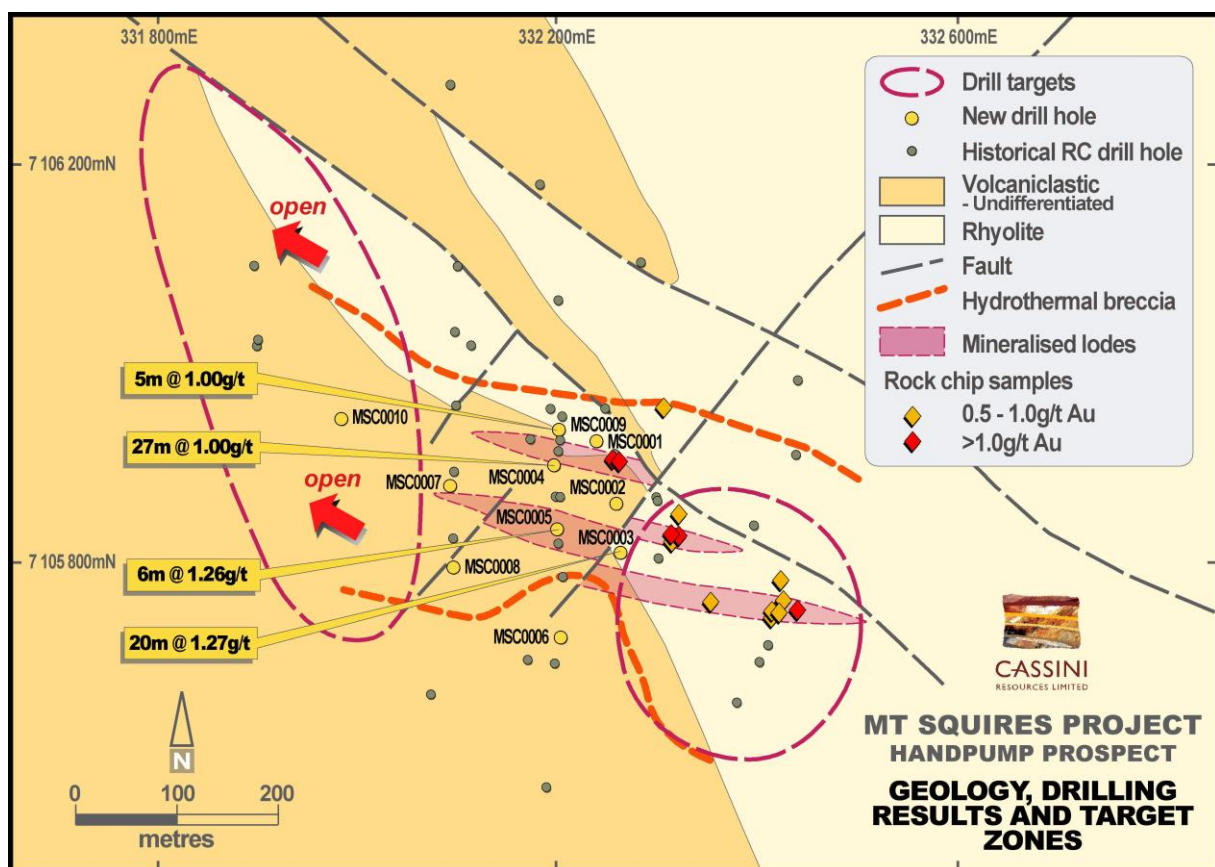 331 800mE
332 200mE
332 600mE
7 106 200mN
7 105 800mN
Drill targets
New drill hole
Historical RC drill hole
Volcaniclastic
- Undifferentiated
Rhyolite
Fault
Hydrothermal breccia
Mineralised lodes
Rock chip samples
0.5 - 1.0g/t Au
>1.0g/t Au
open
open
5m @ 1.00g/t
27m @ 1.00g/t
6m @ 1.26g/t
20m @ 1.27g/t
MSC0010
MSC0009
MSC0001
MSC0004
MSC0007
MSC0002
MSC0005
MSC0003
MSC0008
MSC0006
N
0 100 200
metres
CASSINI
RESOURCES LIMITED
MT SQUIRES PROJECT
HANDPUMP PROSPECT
GEOLOGY, DRILLING
RESULTS AND TARGET
ZONES